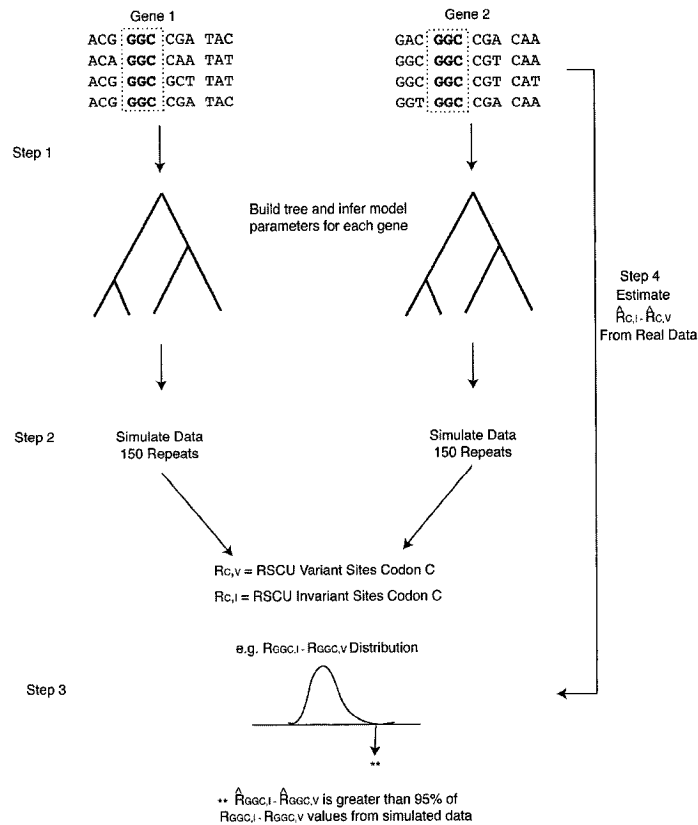 Gene 1
ACG GGC CGA TAC
ACA GGC CAA TAT
ACG GGC GCT TAT
ACG GGC CGA TAC
Gene 2
GAC GGC CGA CAA
GGC GGC CGT CAA
GGC GGC CGT CAT
GGT GGC CGA CAA
Step 1
Build tree and infer model
parameters for each gene
Step 4
Estimate
R̂C,I - R̂C,V
From Real Data
Step 2
Simulate Data
150 Repeats
Simulate Data
150 Repeats
RC,V = RSCU Variant Sites Codon C
RC,I = RSCU Invariant Sites Codon C
e.g. RGGC,I - RGGC,V Distribution
Step 3
**
** R̂GGC,I - R̂GGC,V is greater than 95% of
RGGC,I - RGGC,V values from simulated data